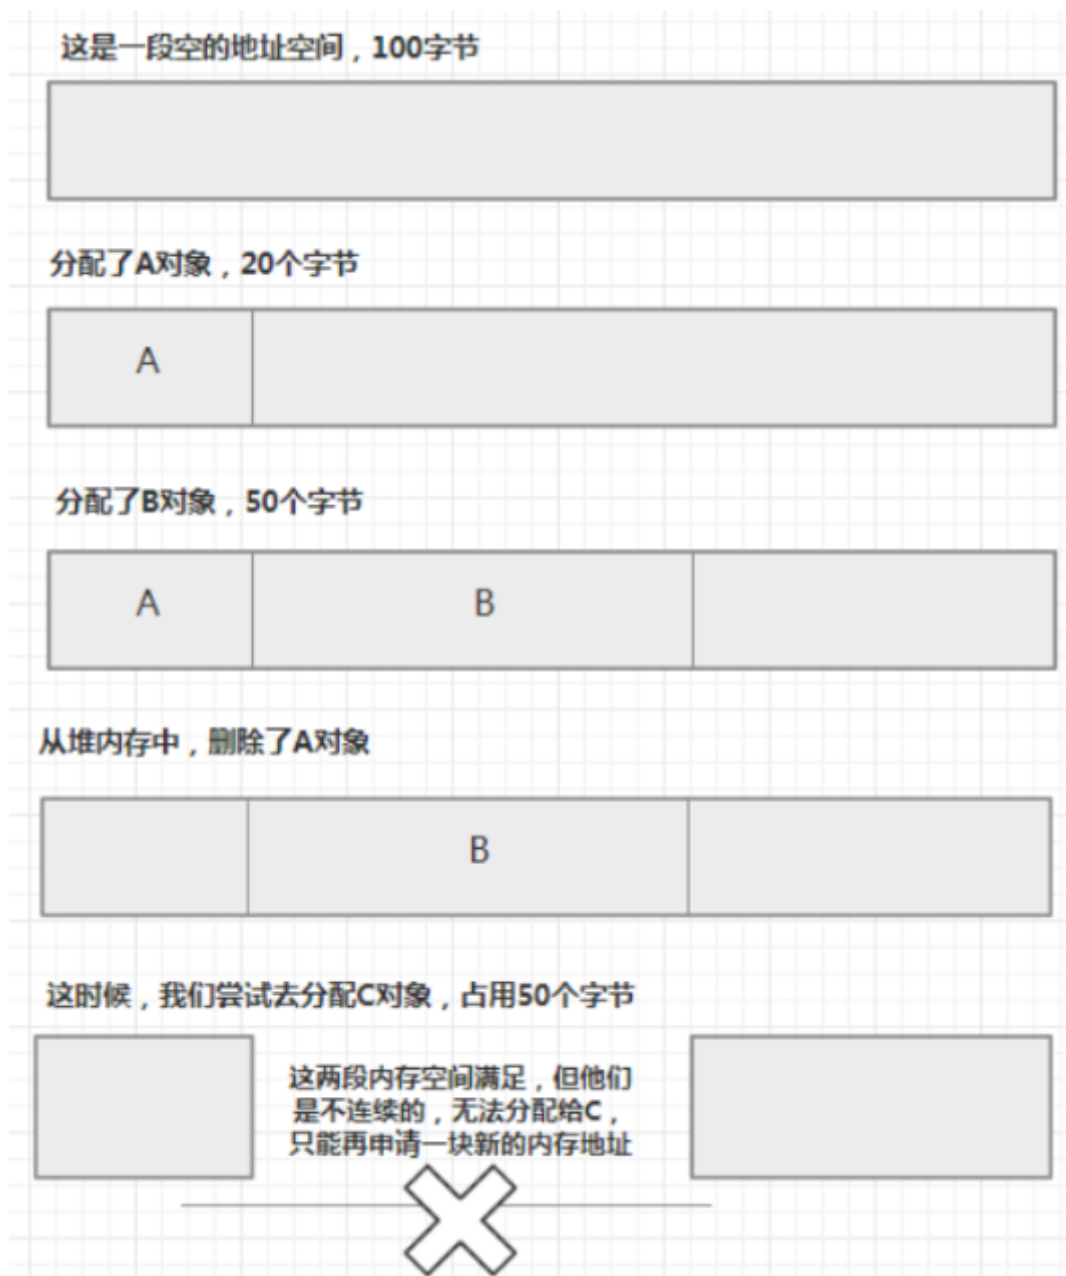 这是一段空的地址空间，100字节
分配了A对象，20个字节
A
分配了B对象，50个字节
A B
从堆内存中，删除了A对象
B
这时候，我们尝试去分配C对象，占用50个字节
这两段内存空间满足，但他们
是不连续的，无法分配给C，
只能再申请一块新的内存地址